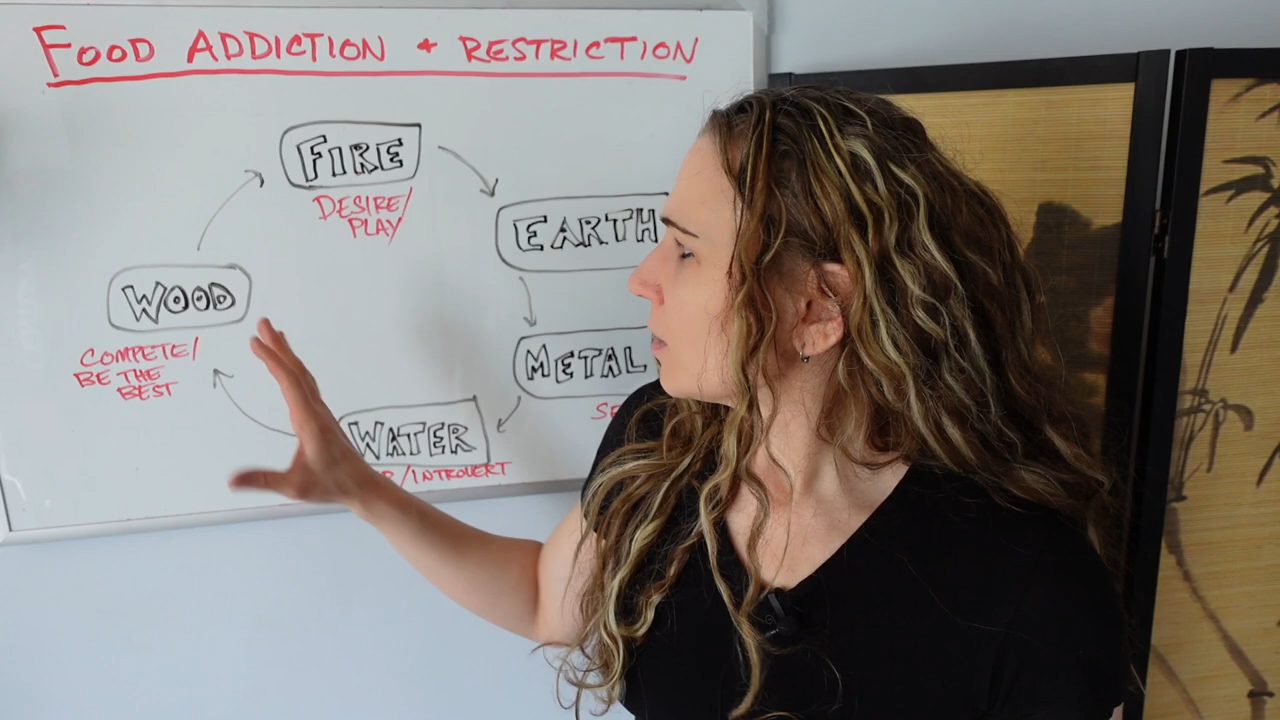 FOOD ADDICTION + RESTRICTION
FIRE
DESIRE/
PLAY
EARTH
WOOD
COMPETE/
BE THE
BEST
METAL
WATER
/INTROVERT